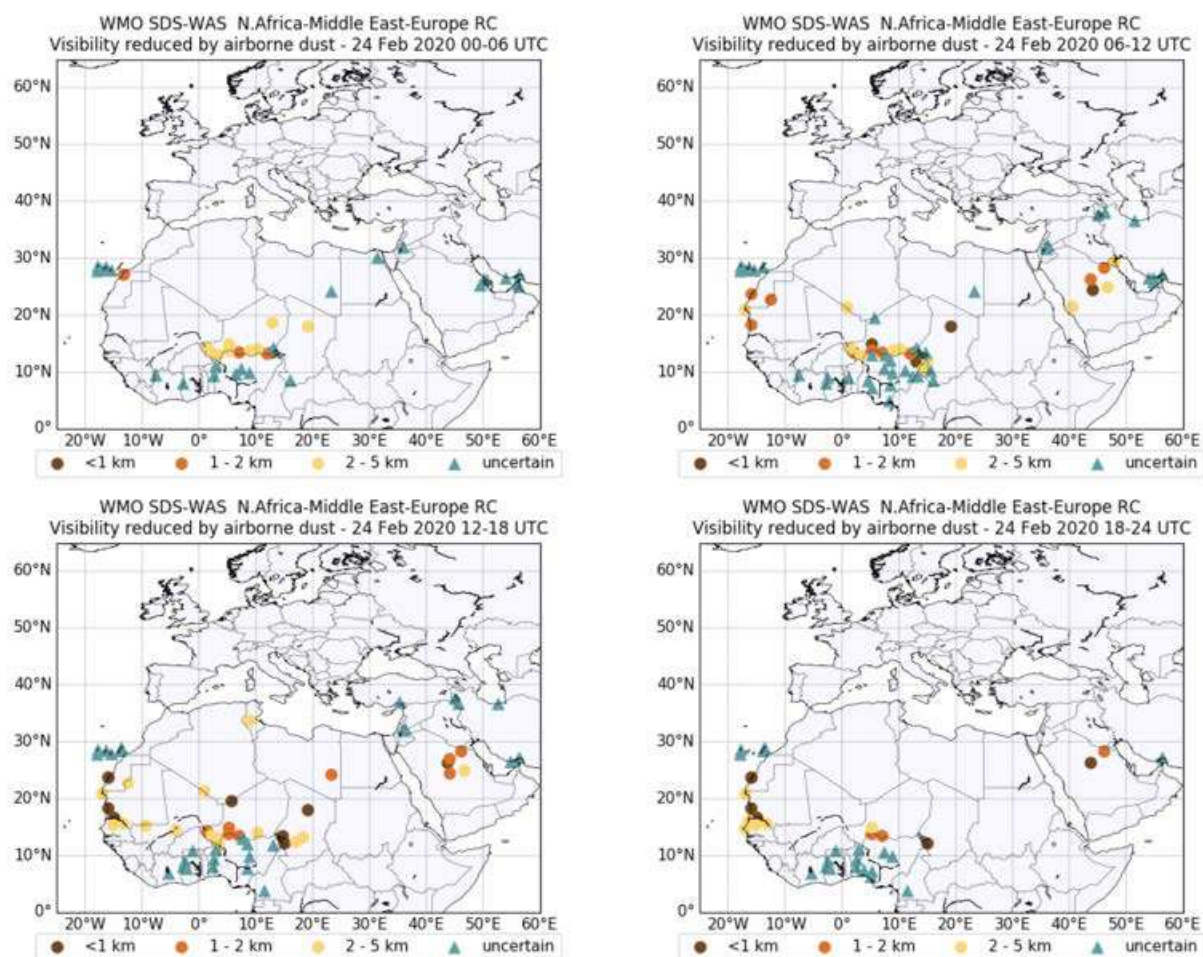 WMO SDS-WAS N.Africa-Middle East-Europe RC
Visibility reduced by airborne dust - 24 Feb 2020 00-06 UTC
60°N
50°N
40°N
30°N
20°N
10°N
0°
20°W 10°W 0° 10°E 20°E 30°E 40°E 50°E 60°E
<1 km 1 - 2 km 2 - 5 km uncertain
WMO SDS-WAS N.Africa-Middle East-Europe RC
Visibility reduced by airborne dust - 24 Feb 2020 06-12 UTC
60°N
50°N
40°N
30°N
20°N
10°N
0°
20°W 10°W 0° 10°E 20°E 30°E 40°E 50°E 60°E
<1 km 1 - 2 km 2 - 5 km uncertain
WMO SDS-WAS N.Africa-Middle East-Europe RC
Visibility reduced by airborne dust - 24 Feb 2020 12-18 UTC
60°N
50°N
40°N
30°N
20°N
10°N
0°
20°W 10°W 0° 10°E 20°E 30°E 40°E 50°E 60°E
<1 km 1 - 2 km 2 - 5 km uncertain
WMO SDS-WAS N.Africa-Middle East-Europe RC
Visibility reduced by airborne dust - 24 Feb 2020 18-24 UTC
60°N
50°N
40°N
30°N
20°N
10°N
0°
20°W 10°W 0° 10°E 20°E 30°E 40°E 50°E 60°E
<1 km 1 - 2 km 2 - 5 km uncertain